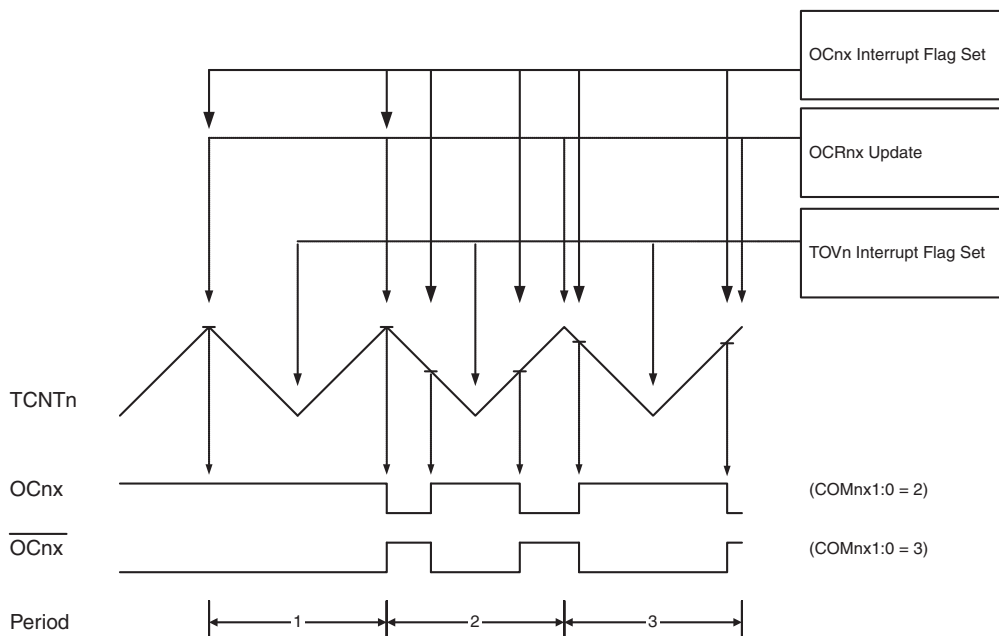 OCnx Interrupt Flag Set
OCRnx Update
TOVn Interrupt Flag Set
TCNTn
OCnx
(COMnx1:0 = 2)
OCnx
(COMnx1:0 = 3)
Period
1
2
3